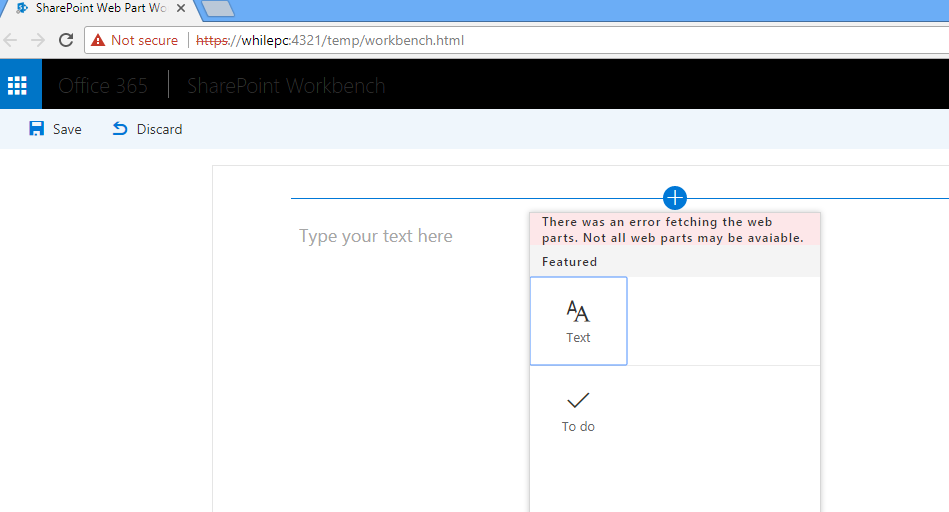 SharePoint Web Part Wo
Not secure https://whilepc:4321/temp/workbench.html
Office 365 SharePoint Workbench
Save Discard
Type your text here
There was an error fetching the web
parts. Not all web parts may be avaiable.
Featured
AA
Text
To do